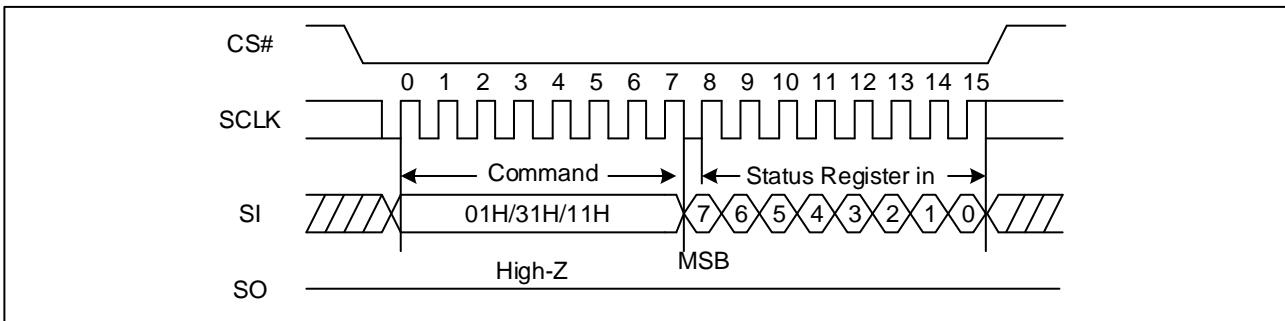 CS#
0 1 2 3 4 5 6 7 8 9 10 11 12 13 14 15
SCLK
Command Status Register in
SI 01H/31H/11H 7 6 5 4 3 2 1 0
High-Z MSB
SO